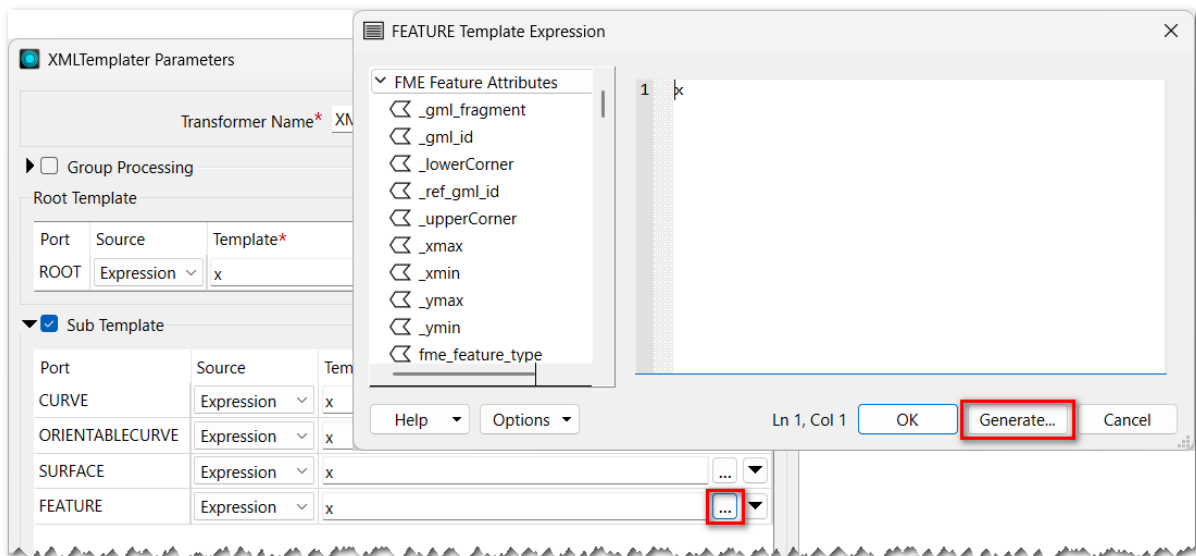 FEATURE Template Expression
XMLTemplater Parameters
FME Feature Attributes
_gml_fragment
_gml_id
_lowerCorner
_ref_gml_id
_upperCorner
_xmax
_xmin
_ymax
_ymin
fme_feature_type
1 x
Help Options Ln 1, Col 1 OK Generate... Cancel
Transformer Name* XM
Group Processing
Root Template
Port Source Template*
ROOT Expression x
Sub Template
Port Source Tem
CURVE Expression x
ORIENTABLECURVE Expression x
SURFACE Expression x ...
FEATURE Expression x ...